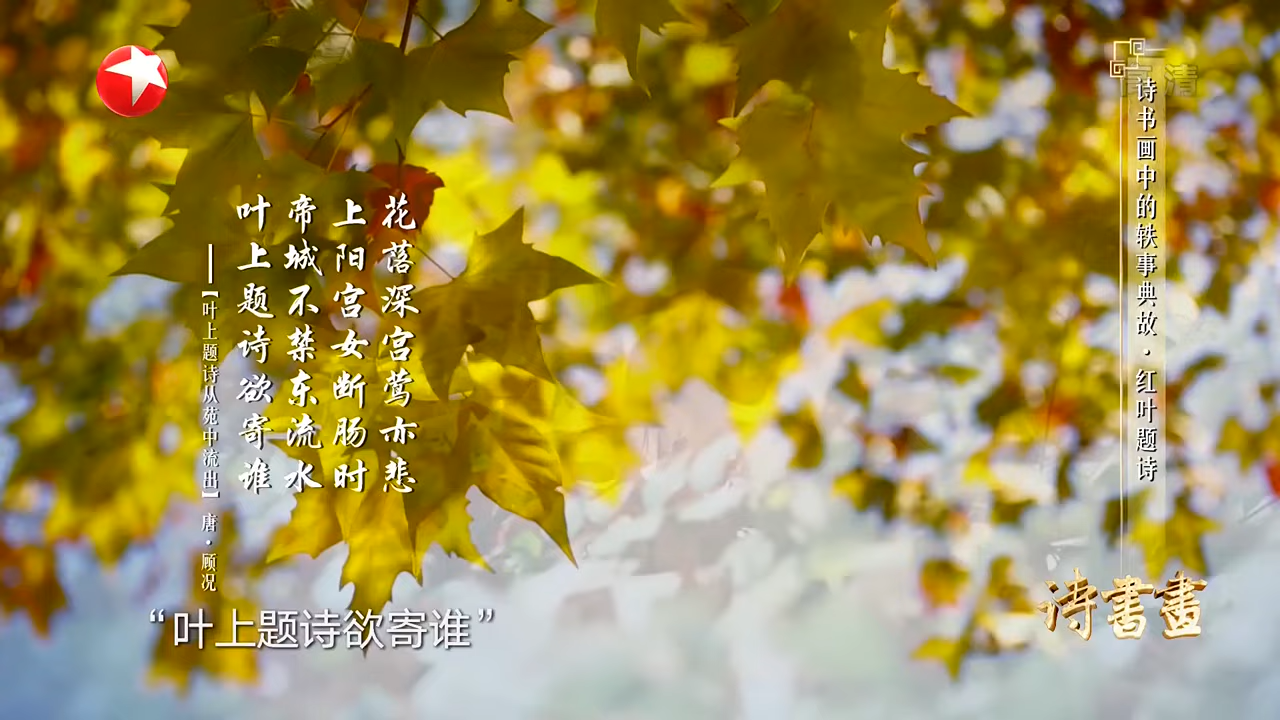 高清
诗书画中的轶事典故·红叶题诗
花落深宫莺亦悲
上阳宫女断肠时
帝城不禁东流水
叶上题诗欲寄谁
——【叶上题诗从苑中流出】 唐·顾况
“叶上题诗欲寄谁”
诗書畫